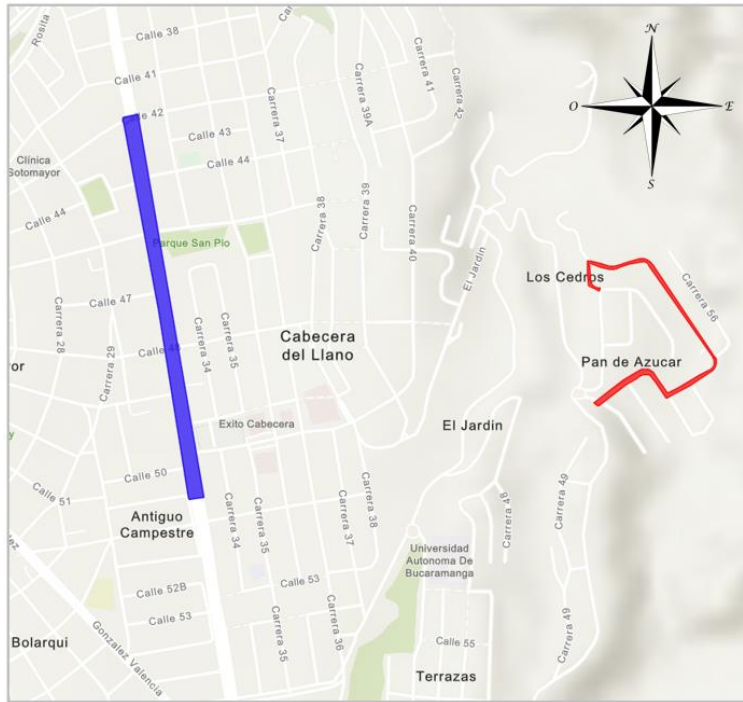 Rosita
Calle 38
Calle 41
Calle 42
Carrera 37
Carrera 39A
Carrera 41
Carrera 42
N
O
E
S
Clínica
Sotomayor
Calle 43
Calle 44
Calle 44
Parque San Pio
Carrera 38
Carrera 39
Carrera 40
El Jardin
Los Cedros
Carrera 56
Calle 47
Carrera 28
Carrera 29
Carrera 34
Carrera 35
Cabecera
del Llano
Pan de Azucar
Exito Cabecera
El Jardin
Calle 50
Calle 51
Antiguo
Campestre
Carrera 34
Carrera 35
Carrera 37
Carrera 38
Carrera 48
Carrera 49
Universidad
Autonoma De
Bucaramanga
Calle 52B
Calle 53
Calle 53
Bolarqui
Gonzalez Valencia
Carrera 35
Carrera 36
Calle 55
Carrera 49
Terrazas